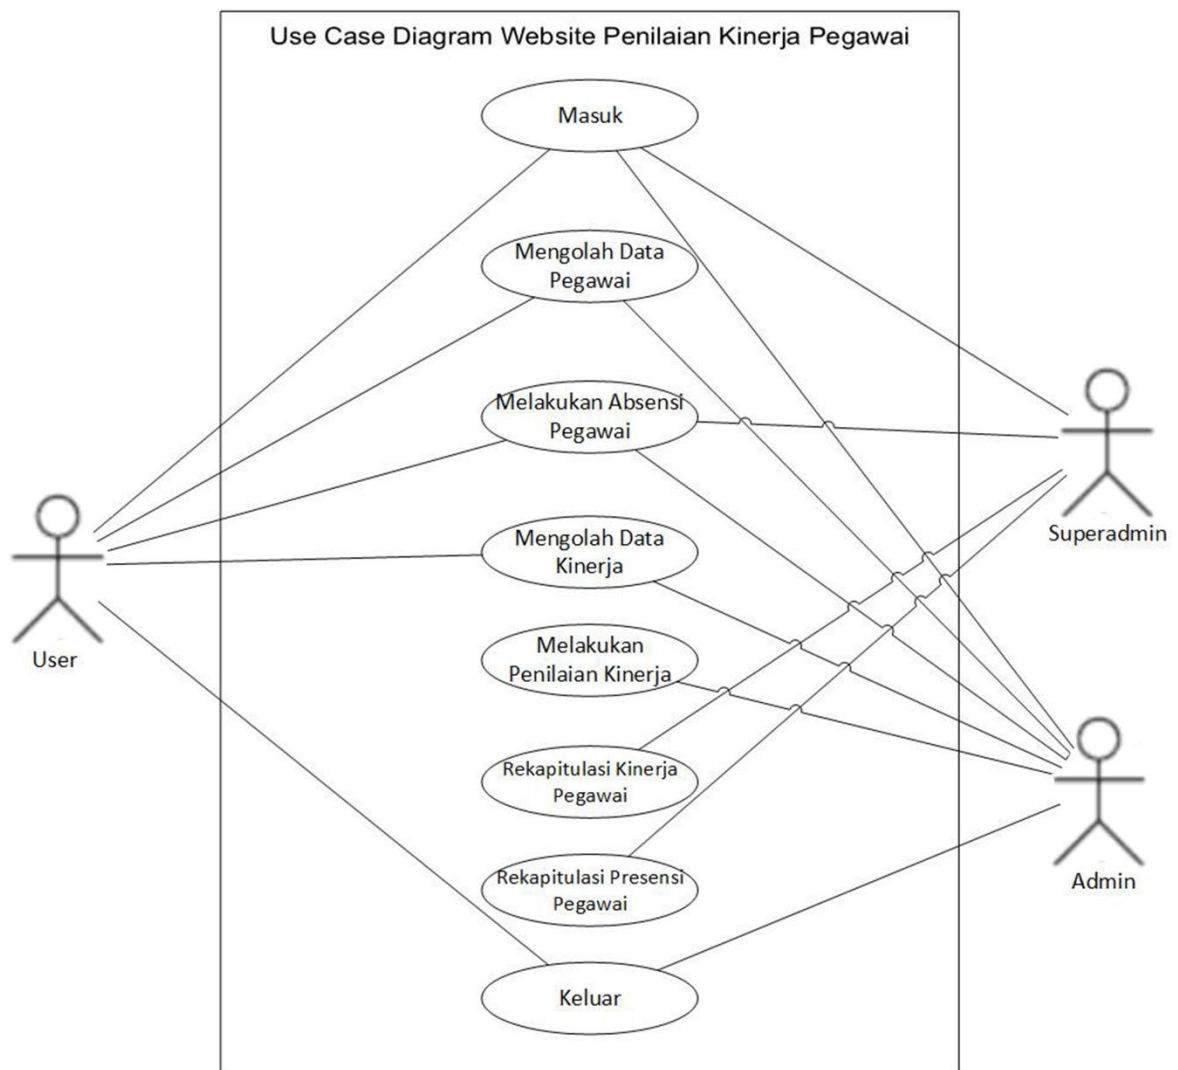 Use Case Diagram Website Penilaian Kinerja Pegawai
Masuk
Mengolah Data
Pegawai
Melakukan Absensi
Pegawai
Mengolah Data
Kinerja
Melakukan
Penilaian Kinerja
Rekapitulasi Kinerja
Pegawai
Rekapitulasi Presensi
Pegawai
Keluar
User
Superadmin
Admin